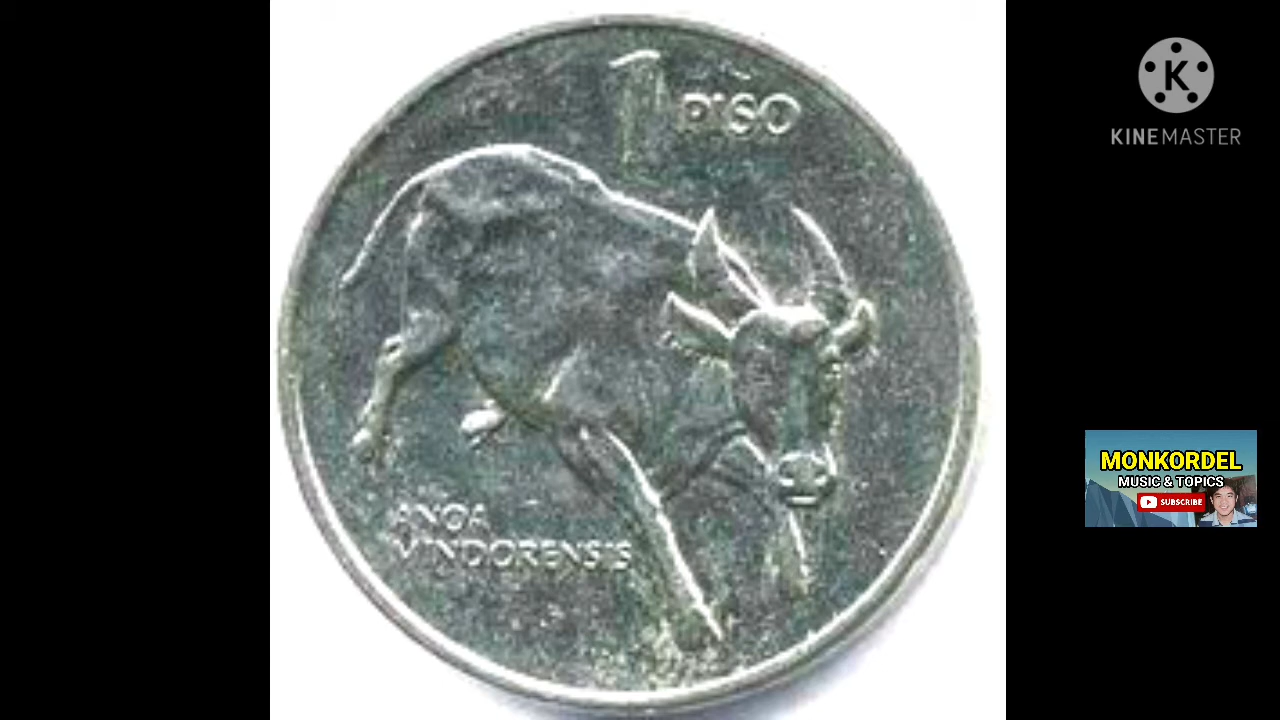 1
PISO
ANOA
MINDORENSIS
K
KINEMASTER
MONKORDEL
MUSIC & TOPICS
SUBSCRIBE